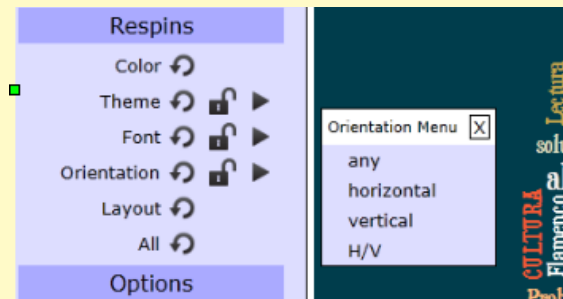 Respins
Color
Theme
Font
Orientation
Layout
All
Options
Orientation Menu X
any
horizontal
vertical
H/V
Lectura
CULTURA
Flamenco